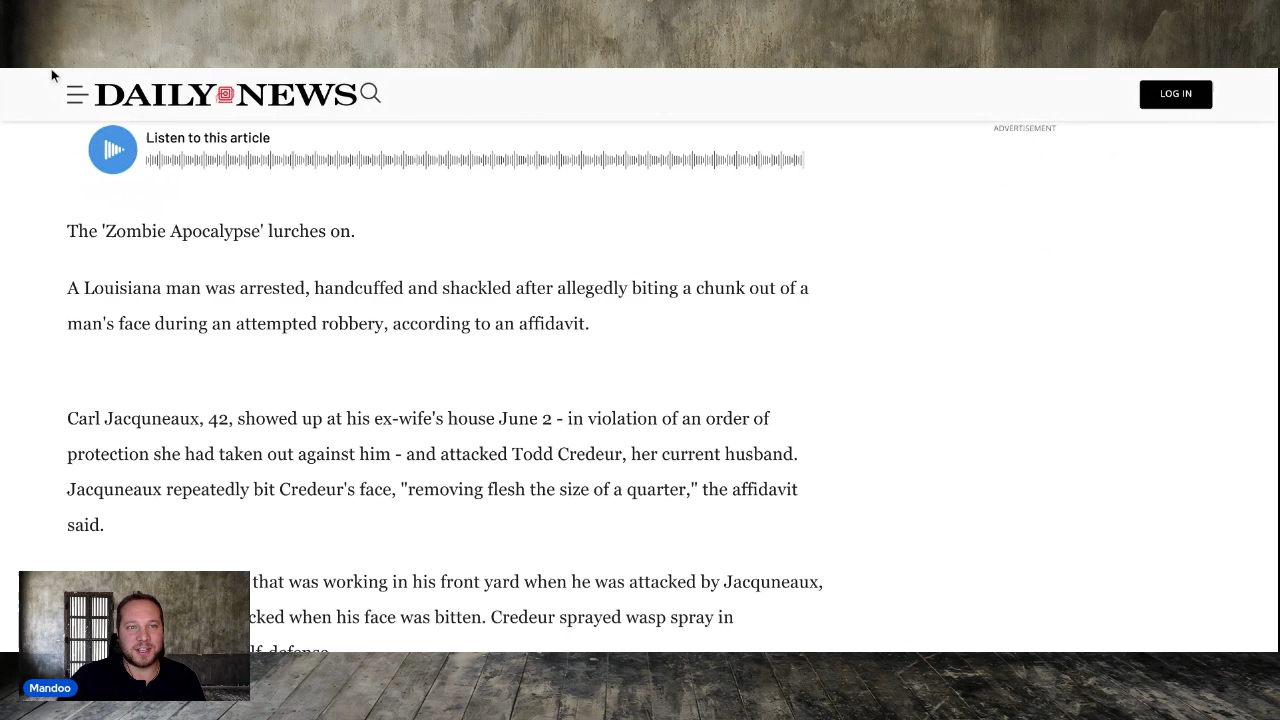 DAILY NEWS
LOG IN
Listen to this article
ADVERTISEMENT
The 'Zombie Apocalypse' lurches on.
A Louisiana man was arrested, handcuffed and shackled after allegedly biting a chunk out of a
man's face during an attempted robbery, according to an affidavit.
Carl Jacquneaux, 42, showed up at his ex-wife's house June 2 - in violation of an order of
protection she had taken out against him - and attacked Todd Credeur, her current husband.
Jacquneaux repeatedly bit Credeur's face, "removing flesh the size of a quarter," the affidavit
said.
that was working in his front yard when he was attacked by Jacquneaux,
cked when his face was bitten. Credeur sprayed wasp spray in
lf-defense
Mandoo